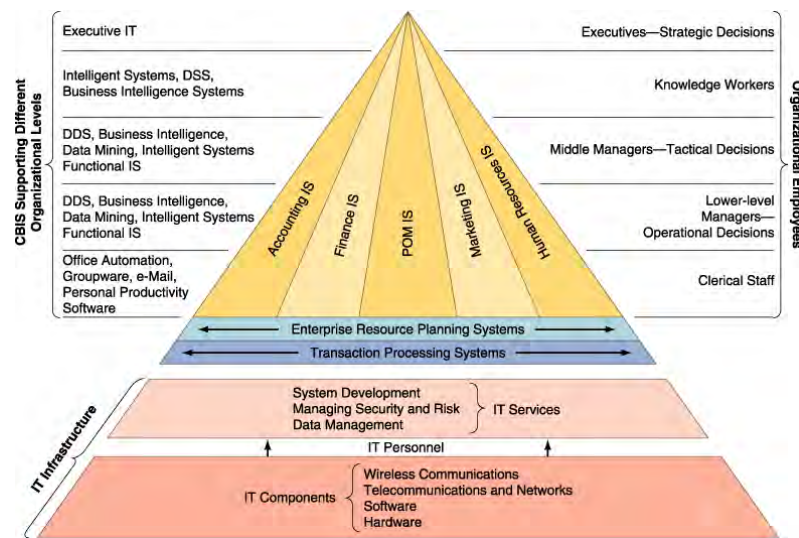 CBIS Supporting Different
Organizational Levels
Executive IT
Executives—Strategic Decisions
Intelligent Systems, DSS,
Business Intelligence Systems
Knowledge Workers
DDS, Business Intelligence,
Data Mining, Intelligent Systems
Functional IS
Middle Managers—Tactical Decisions
DDS, Business Intelligence,
Data Mining, Intelligent Systems
Functional IS
Lower-level
Managers—
Operational Decisions
Office Automation,
Groupware, e-Mail,
Personal Productivity
Software
Clerical Staff
Organizational Employees
Accounting IS
Finance IS
POM IS
Marketing IS
Human Resources IS
Enterprise Resource Planning Systems
Transaction Processing Systems
IT Infrastructure
System Development
Managing Security and Risk
Data Management
IT Services
IT Personnel
IT Components
Wireless Communications
Telecommunications and Networks
Software
Hardware